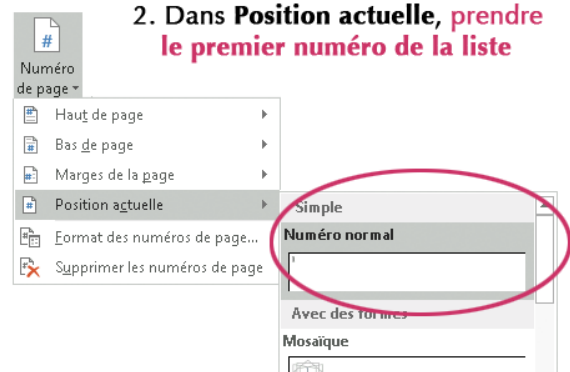 2. Dans Position actuelle, prendre
le premier numéro de la liste
#
Numéro
de page
Haut de page
Bas de page
Marges de la page
Position actuelle
Format des numéros de page...
Supprimer les numéros de page
Simple
Numéro normal
Avec des formes
Mosaïque